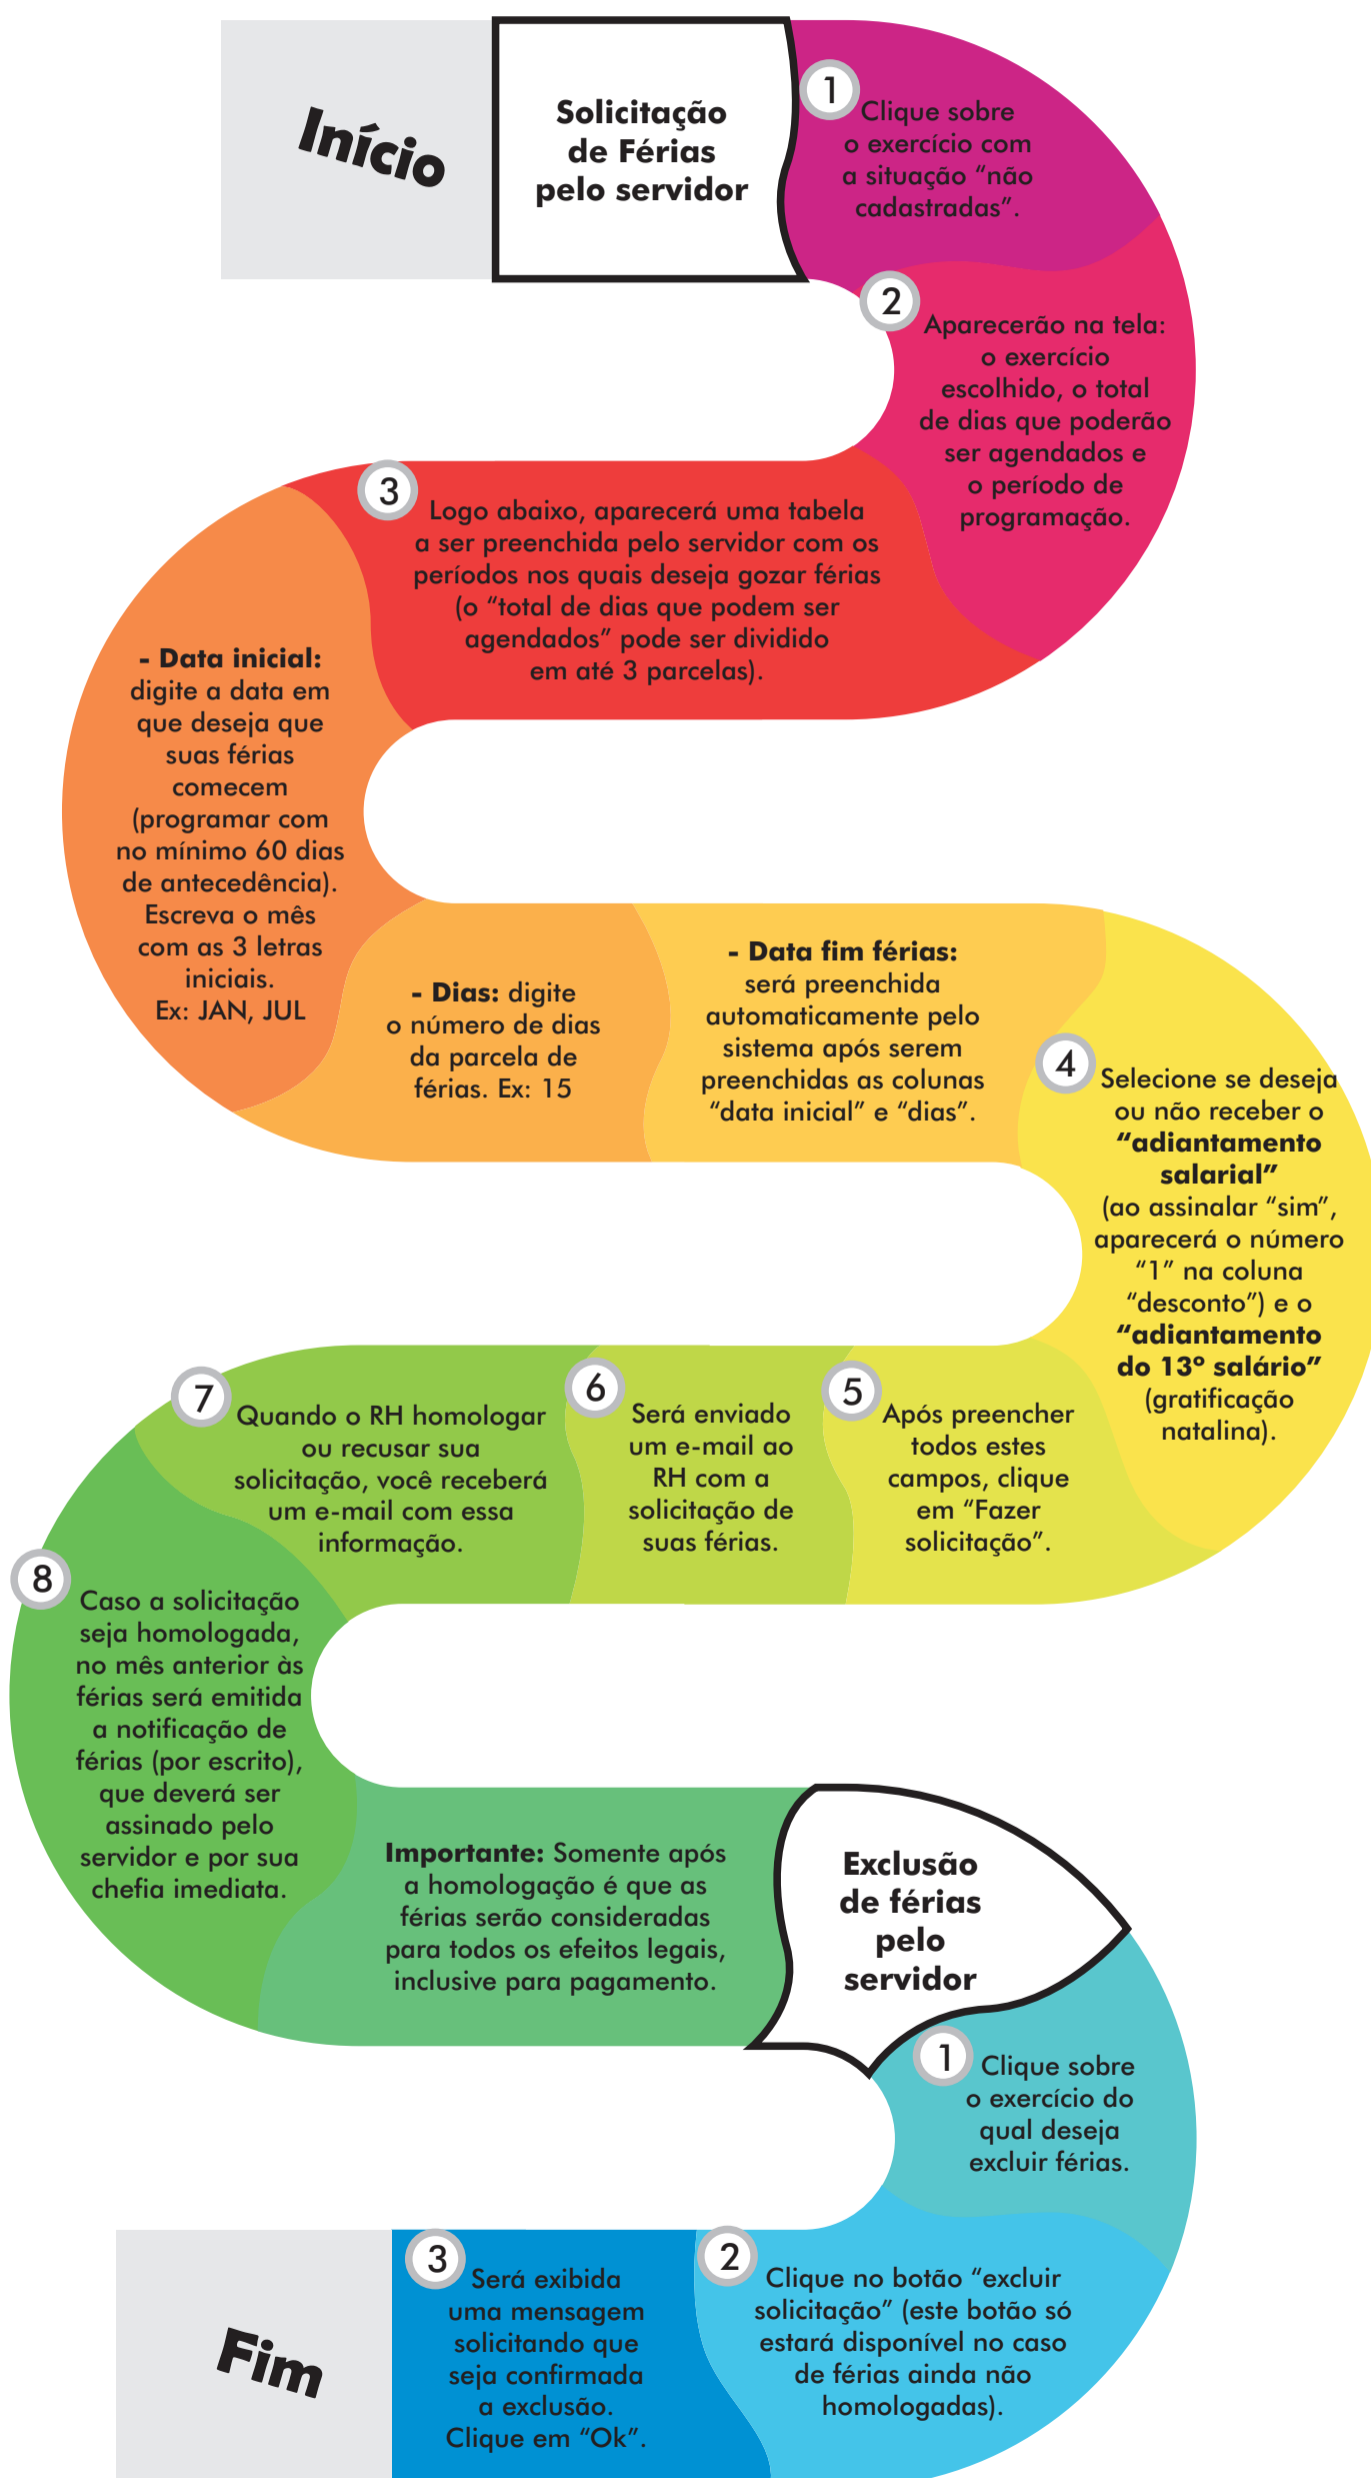 Início
Solicitação
de Férias
pelo servidor
1
Clique sobre
o exercício com
a situação “não
cadastradas”.
2
Aparecerão na tela:
o exercício
escolhido, o total
de dias que poderão
ser agendados e
o período de
programação.
3
Logo abaixo, aparecerá uma tabela
a ser preenchida pelo servidor com os
períodos nos quais deseja gozar férias
(o “total de dias que podem ser
agendados” pode ser dividido
em até 3 parcelas).
- Data inicial:
digite a data em
que deseja que
suas férias
comecem
(programar com
no mínimo 60 dias
de antecedência).
Escreva o mês
com as 3 letras
iniciais.
Ex: JAN, JUL
- Dias: digite
o número de dias
da parcela de
férias. Ex: 15
- Data fim férias:
será preenchida
automaticamente pelo
sistema após serem
preenchidas as colunas
“data inicial” e “dias”.
4
Selecione se deseja
ou não receber o
“adiantamento
salarial”
(ao assinalar “sim”,
aparecerá o número
“1” na coluna
“desconto”) e o
“adiantamento
do 13º salário”
(gratificação
natalina).
5
Após preencher
todos estes
campos, clique
em “Fazer
solicitação”.
6
Será enviado
um e-mail ao
RH com a
solicitação de
suas férias.
7
Quando o RH homologar
ou recusar sua
solicitação, você receberá
um e-mail com essa
informação.
8
Caso a solicitação
seja homologada,
no mês anterior às
férias será emitida
a notificação de
férias (por escrito),
que deverá ser
assinado pelo
servidor e por sua
chefia imediata.
Importante: Somente após
a homologação é que as
férias serão consideradas
para todos os efeitos legais,
inclusive para pagamento.
Exclusão
de férias
pelo
servidor
1
Clique sobre
o exercício do
qual deseja
excluir férias.
2
Clique no botão “excluir
solicitação” (este botão só
estará disponível no caso
de férias ainda não
homologadas).
3
Será exibida
uma mensagem
solicitando que
seja confirmada
a exclusão.
Clique em “Ok”.
Fim